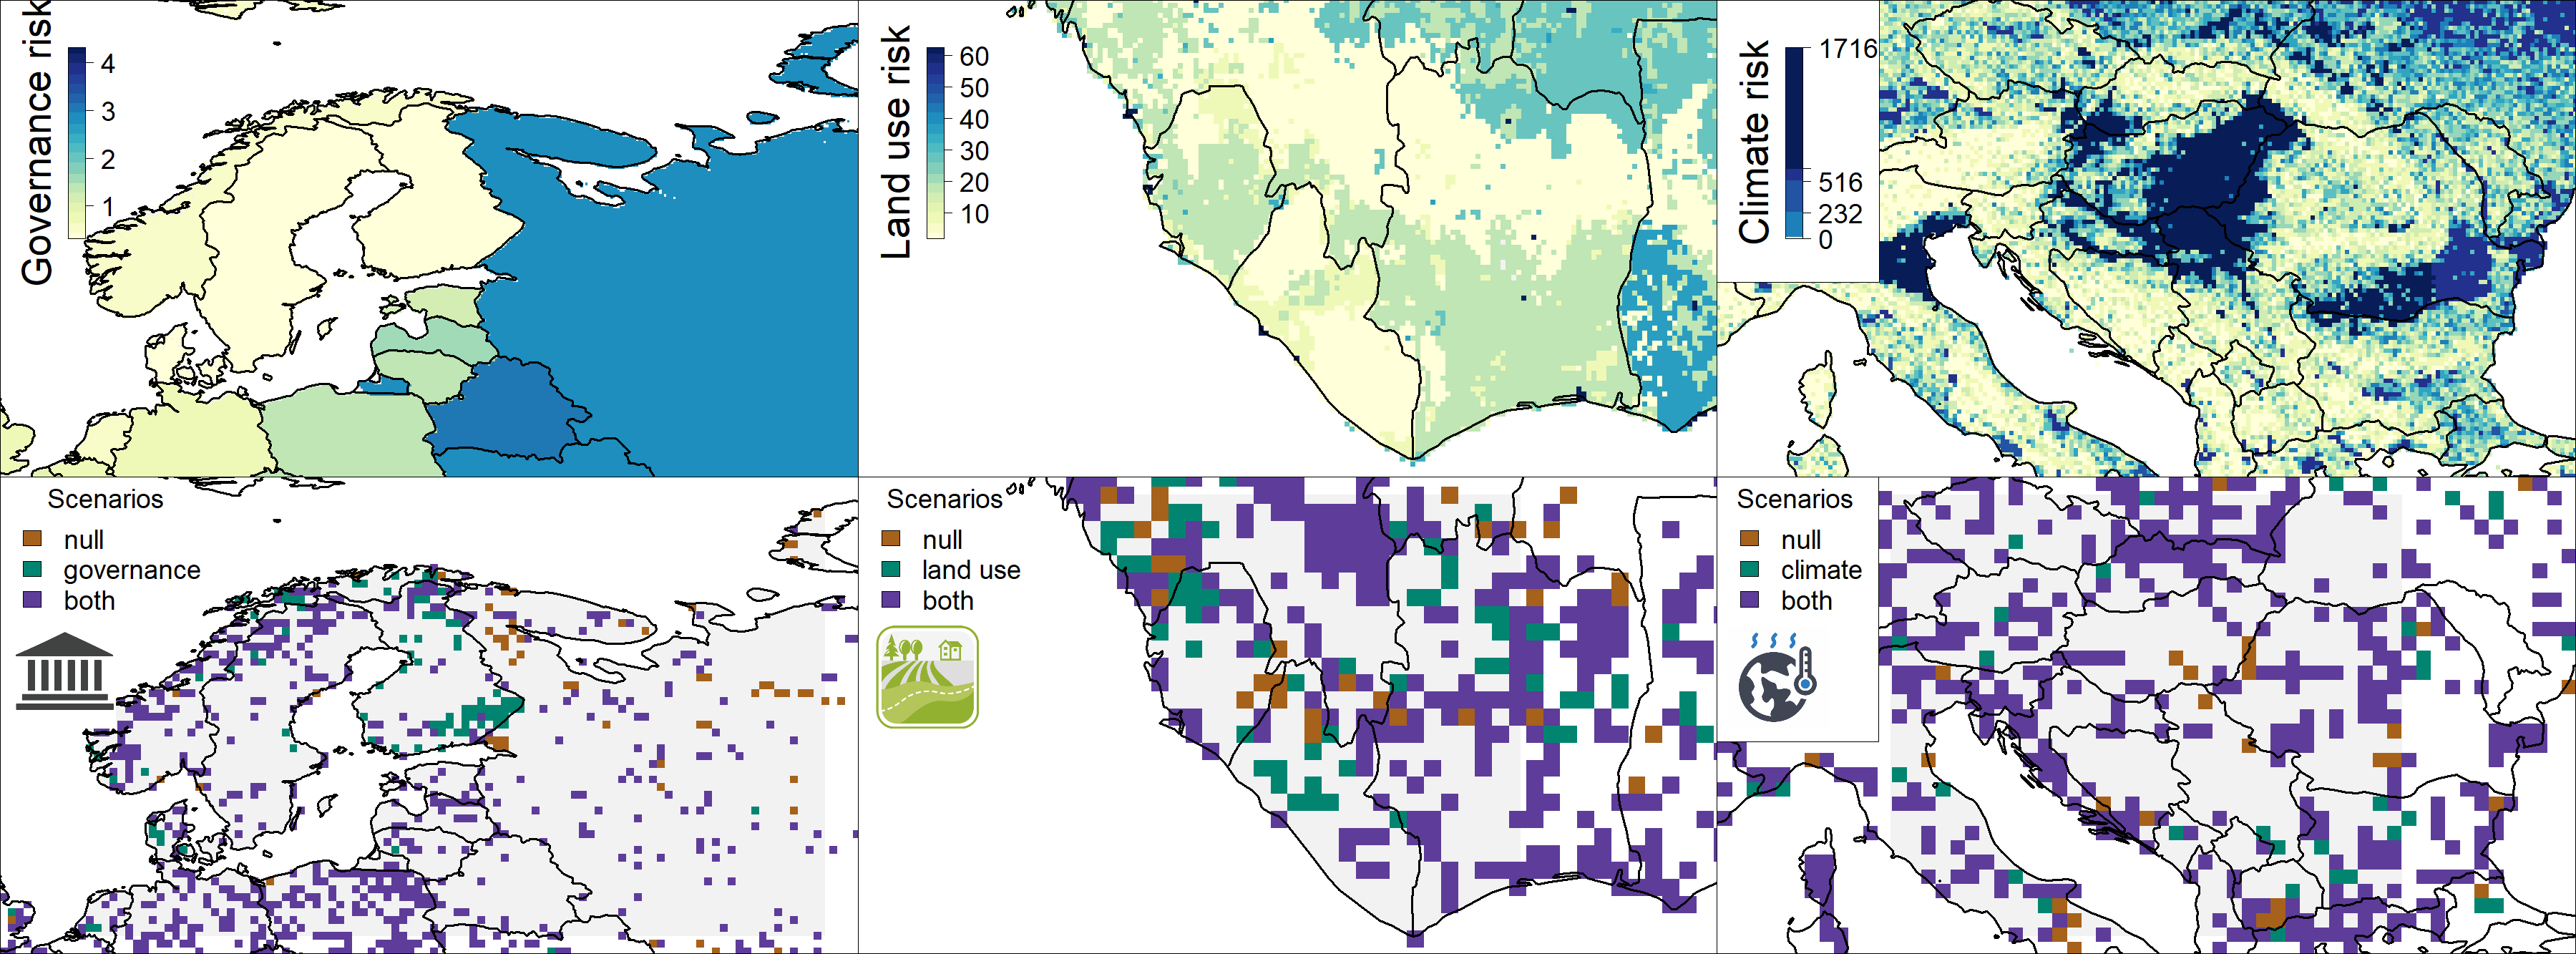 Governance risk
4
3
2
1
Land use risk
60
50
40
30
20
10
Climate risk
1716
516
232
0
Scenarios
null
governance
both
Scenarios
null
land use
both
Scenarios
null
climate
both